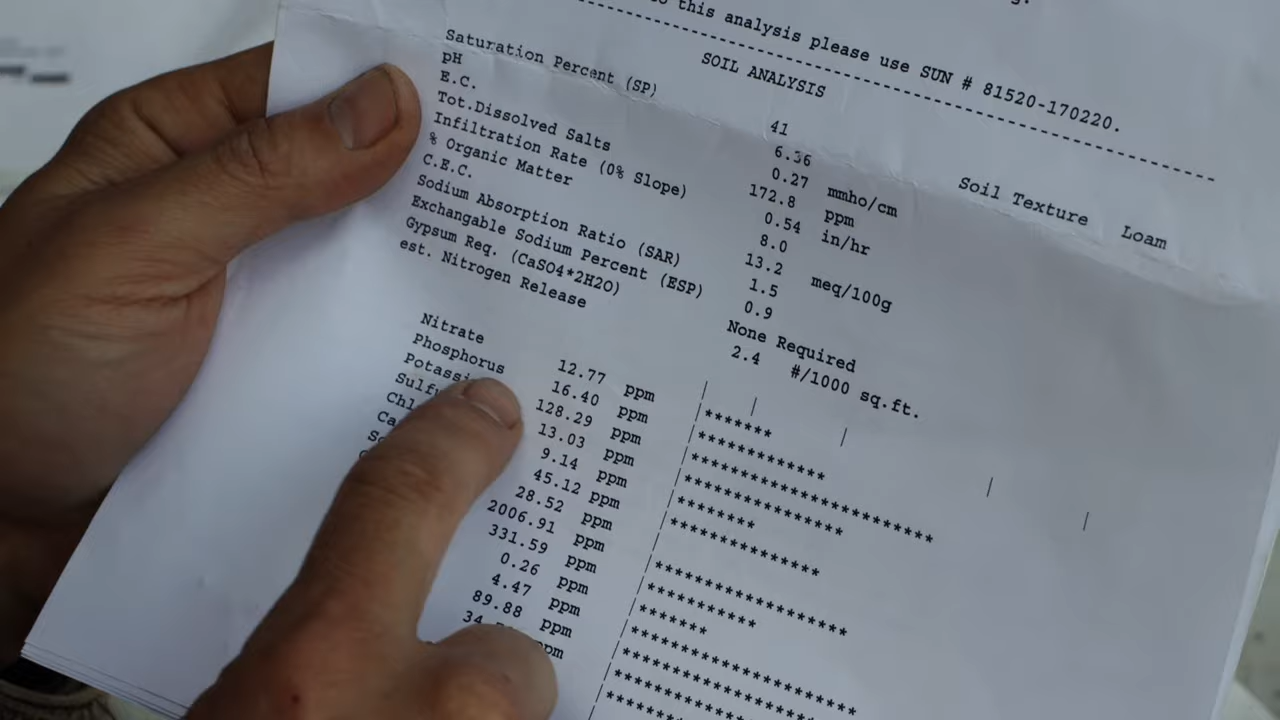 this analysis please use SUN # 81520-170220.
SOIL ANALYSIS
Saturation Percent (SP) 41 Soil Texture Loam
pH
E.C. 0.27 mmho/cm
Tot.Dissolved Salts 172.8 ppm
Infiltration Rate (0% Slope) 0.54 in/hr
% Organic Matter 8.0
C.E.C. 13.2 meq/100g
Sodium Absorption Ratio (SAR) 1.5
Exchangable Sodium Percent (ESP) 0.9
Gypsum Req. (CaSO4*2H2O) None Required
est. Nitrogen Release 2.4 #/1000 sq.ft.
Nitrate 12.77 ppm
Phosphorus 16.40 ppm
128.29 ppm
13.03 ppm
9.14 ppm
45.12 ppm
28.52 ppm
2006.91 ppm
331.59 ppm
0.26 ppm
4.47 ppm
89.88 ppm